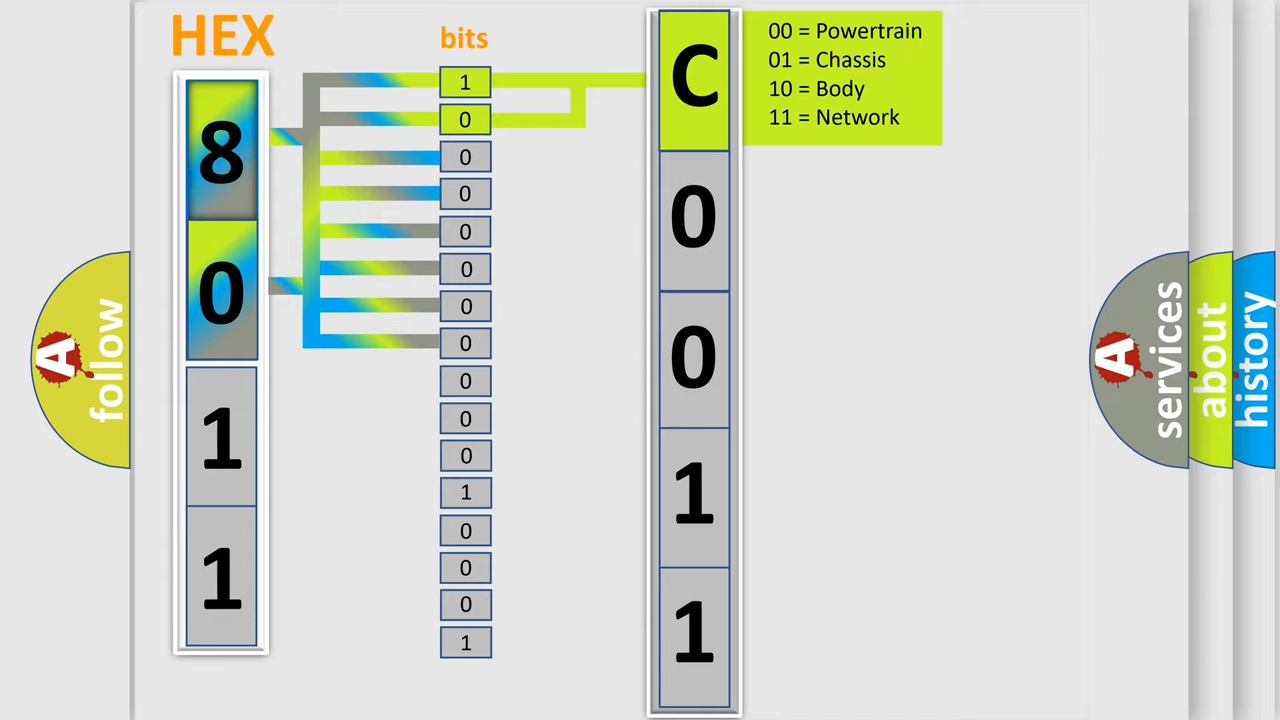 HEX
bits
8
0
1
1
1
0
0
0
0
0
0
0
0
0
0
1
0
0
0
1
C
0
0
1
1
00 = Powertrain
01 = Chassis
10 = Body
11 = Network
A
follow
A
services
about
history